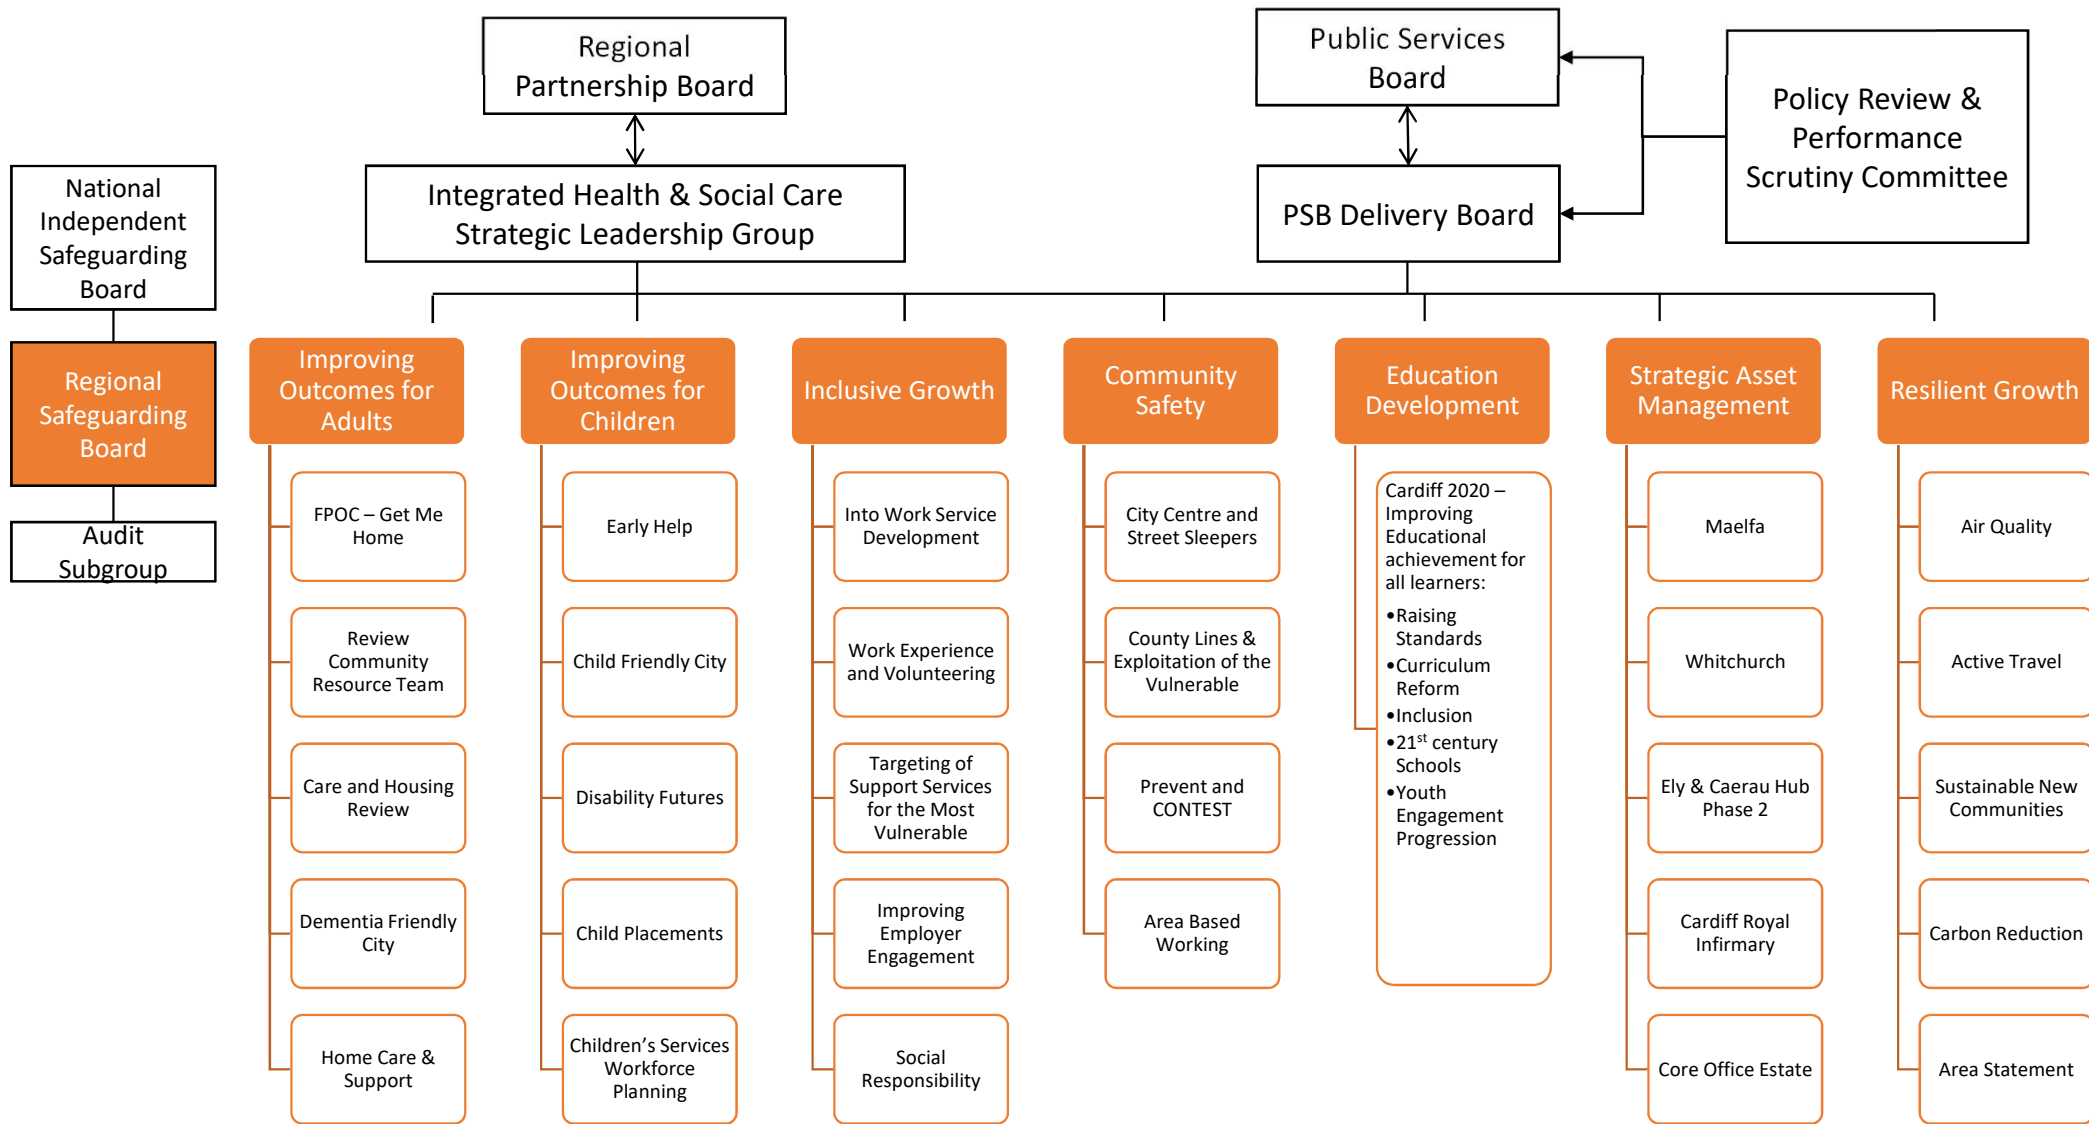 Regional
Partnership Board
Public Services
Board
Policy Review &
Performance
Scrutiny Committee
National
Independent
Safeguarding
Board
Integrated Health & Social Care
Strategic Leadership Group
PSB Delivery Board
Regional
Safeguarding
Board
Audit
Subgroup
Improving
Outcomes for
Adults
FPOC – Get Me
Home
Review
Community
Resource Team
Care and Housing
Review
Dementia Friendly
City
Home Care &
Support
Improving
Outcomes for
Children
Early Help
Child Friendly City
Disability Futures
Child Placements
Children’s Services
Workforce
Planning
Inclusive Growth
Into Work Service
Development
Work Experience
and Volunteering
Targeting of
Support Services
for the Most
Vulnerable
Improving
Employer
Engagement
Social
Responsibility
Community
Safety
City Centre and
Street Sleepers
County Lines &
Exploitation of the
Vulnerable
Prevent and
CONTEST
Area Based
Working
Education
Development
Cardiff 2020 –
Improving
Educational
achievement for
all learners:
•Raising
Standards
•Curriculum
Reform
•Inclusion
•21st century
Schools
•Youth
Engagement
Progression
Strategic Asset
Management
Maelfa
Whitchurch
Ely & Caerau Hub
Phase 2
Cardiff Royal
Infirmary
Core Office Estate
Resilient Growth
Air Quality
Active Travel
Sustainable New
Communities
Carbon Reduction
Area Statement